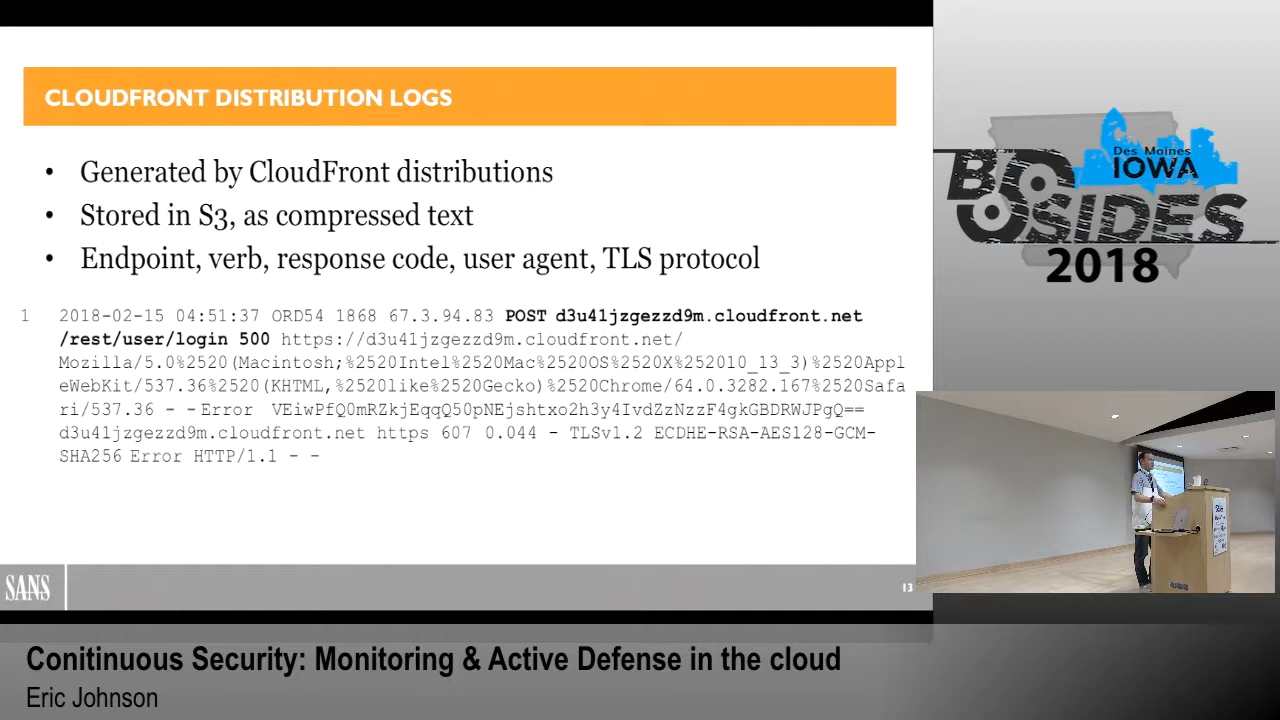 CLOUDFRONT DISTRIBUTION LOGS
• Generated by CloudFront distributions
• Stored in S3, as compressed text
• Endpoint, verb, response code, user agent, TLS protocol
1 2018-02-15 04:51:37 ORD54 1868 67.3.94.83 POST d3u41jzgezzd9m.cloudfront.net
/rest/user/login 500 https://d3u41jzgezzd9m.cloudfront.net/
Mozilla/5.0%2520(Macintosh;%2520Intel%2520Mac%2520OS%2520X%252010_13_3)%2520Appl
eWebKit/537.36%2520(KHTML,%2520like%2520Gecko)%2520Chrome/64.0.3282.167%2520Safa
ri/537.36 - - Error VEiwPfQ0mRZkjEqqQ50pNEjshtxo2h3y4IvdZzNzzF4gkGBDRWJPgQ==
d3u41jzgezzd9m.cloudfront.net https 607 0.044 - TLSv1.2 ECDHE-RSA-AES128-GCM-
SHA256 Error HTTP/1.1 - -
SANS
13
Des Moines
IOWA
BSIDES
2018
Conitinuous Security: Monitoring & Active Defense in the cloud
Eric Johnson